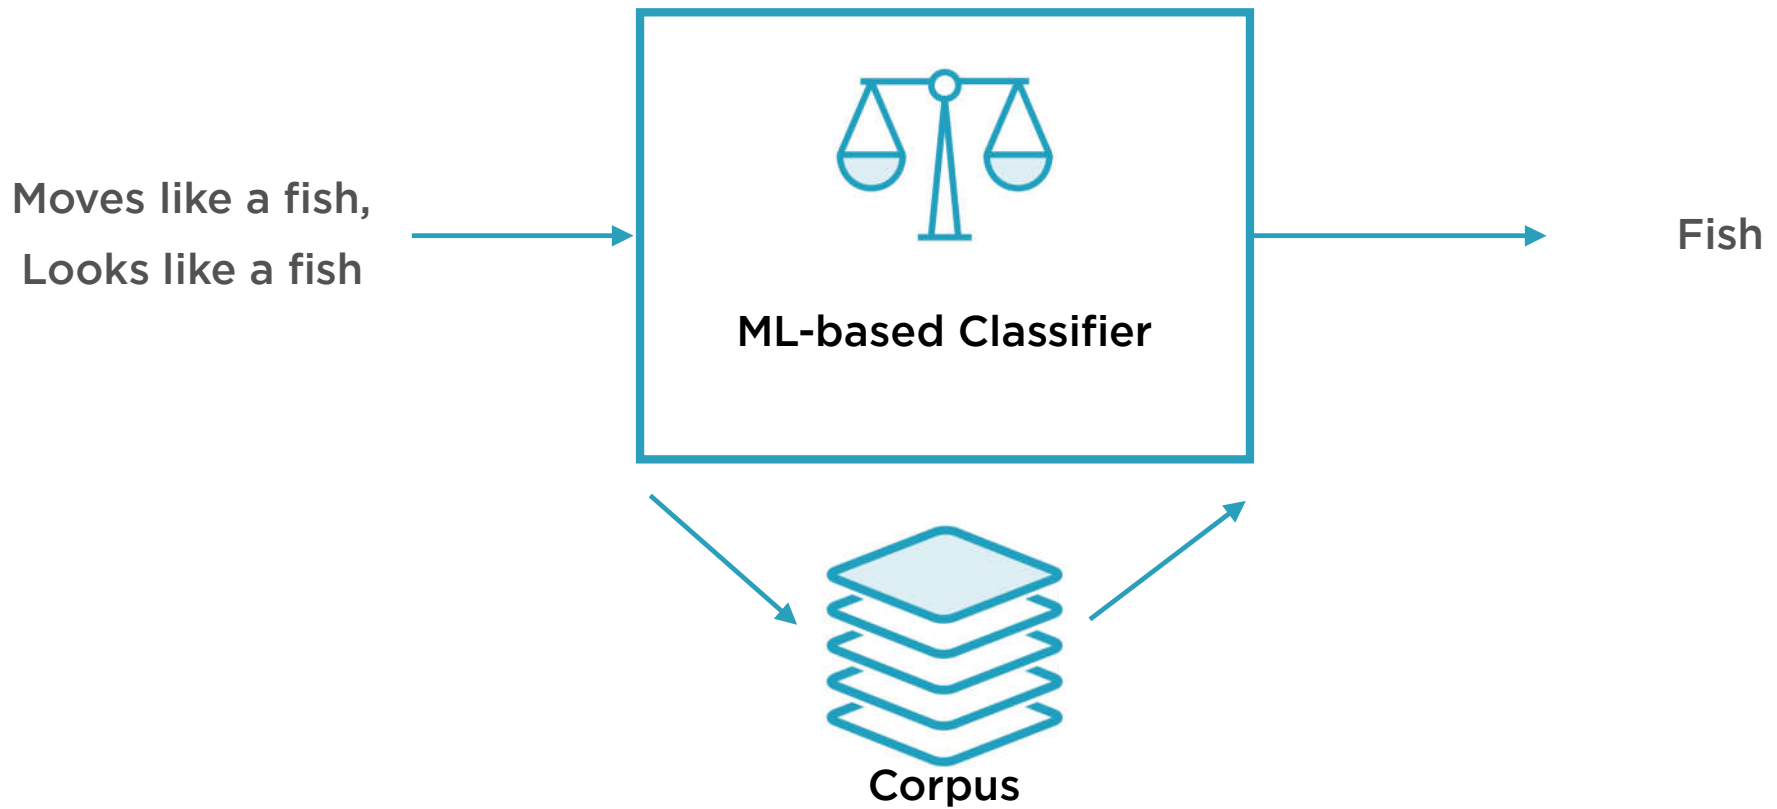 Moves like a fish,
Looks like a fish
ML-based Classifier
Fish
Corpus